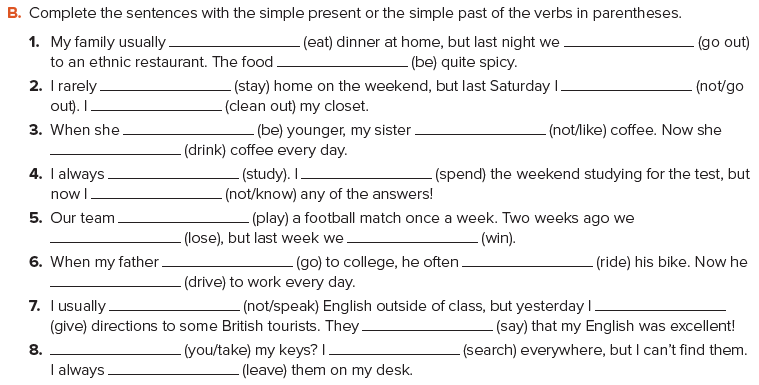 B. Complete the sentences with the simple present or the simple past of the verbs in parentheses.
1. My family usually ____________ (eat) dinner at home, but last night we ____________ (go out)
to an ethnic restaurant. The food ____________ (be) quite spicy.
2. I rarely ____________ (stay) home on the weekend, but last Saturday I ____________ (not/go
out). I ____________ (clean out) my closet.
3. When she ____________ (be) younger, my sister ____________ (not/like) coffee. Now she
____________ (drink) coffee every day.
4. I always ____________ (study). I ____________ (spend) the weekend studying for the test, but
now I ____________ (not/know) any of the answers!
5. Our team ____________ (play) a football match once a week. Two weeks ago we
____________ (lose), but last week we ____________ (win).
6. When my father ____________ (go) to college, he often ____________ (ride) his bike. Now he
____________ (drive) to work every day.
7. I usually ____________ (not/speak) English outside of class, but yesterday I ____________
(give) directions to some British tourists. They ____________ (say) that my English was excellent!
8. ____________ (you/take) my keys? I ____________ (search) everywhere, but I can't find them.
I always ____________ (leave) them on my desk.